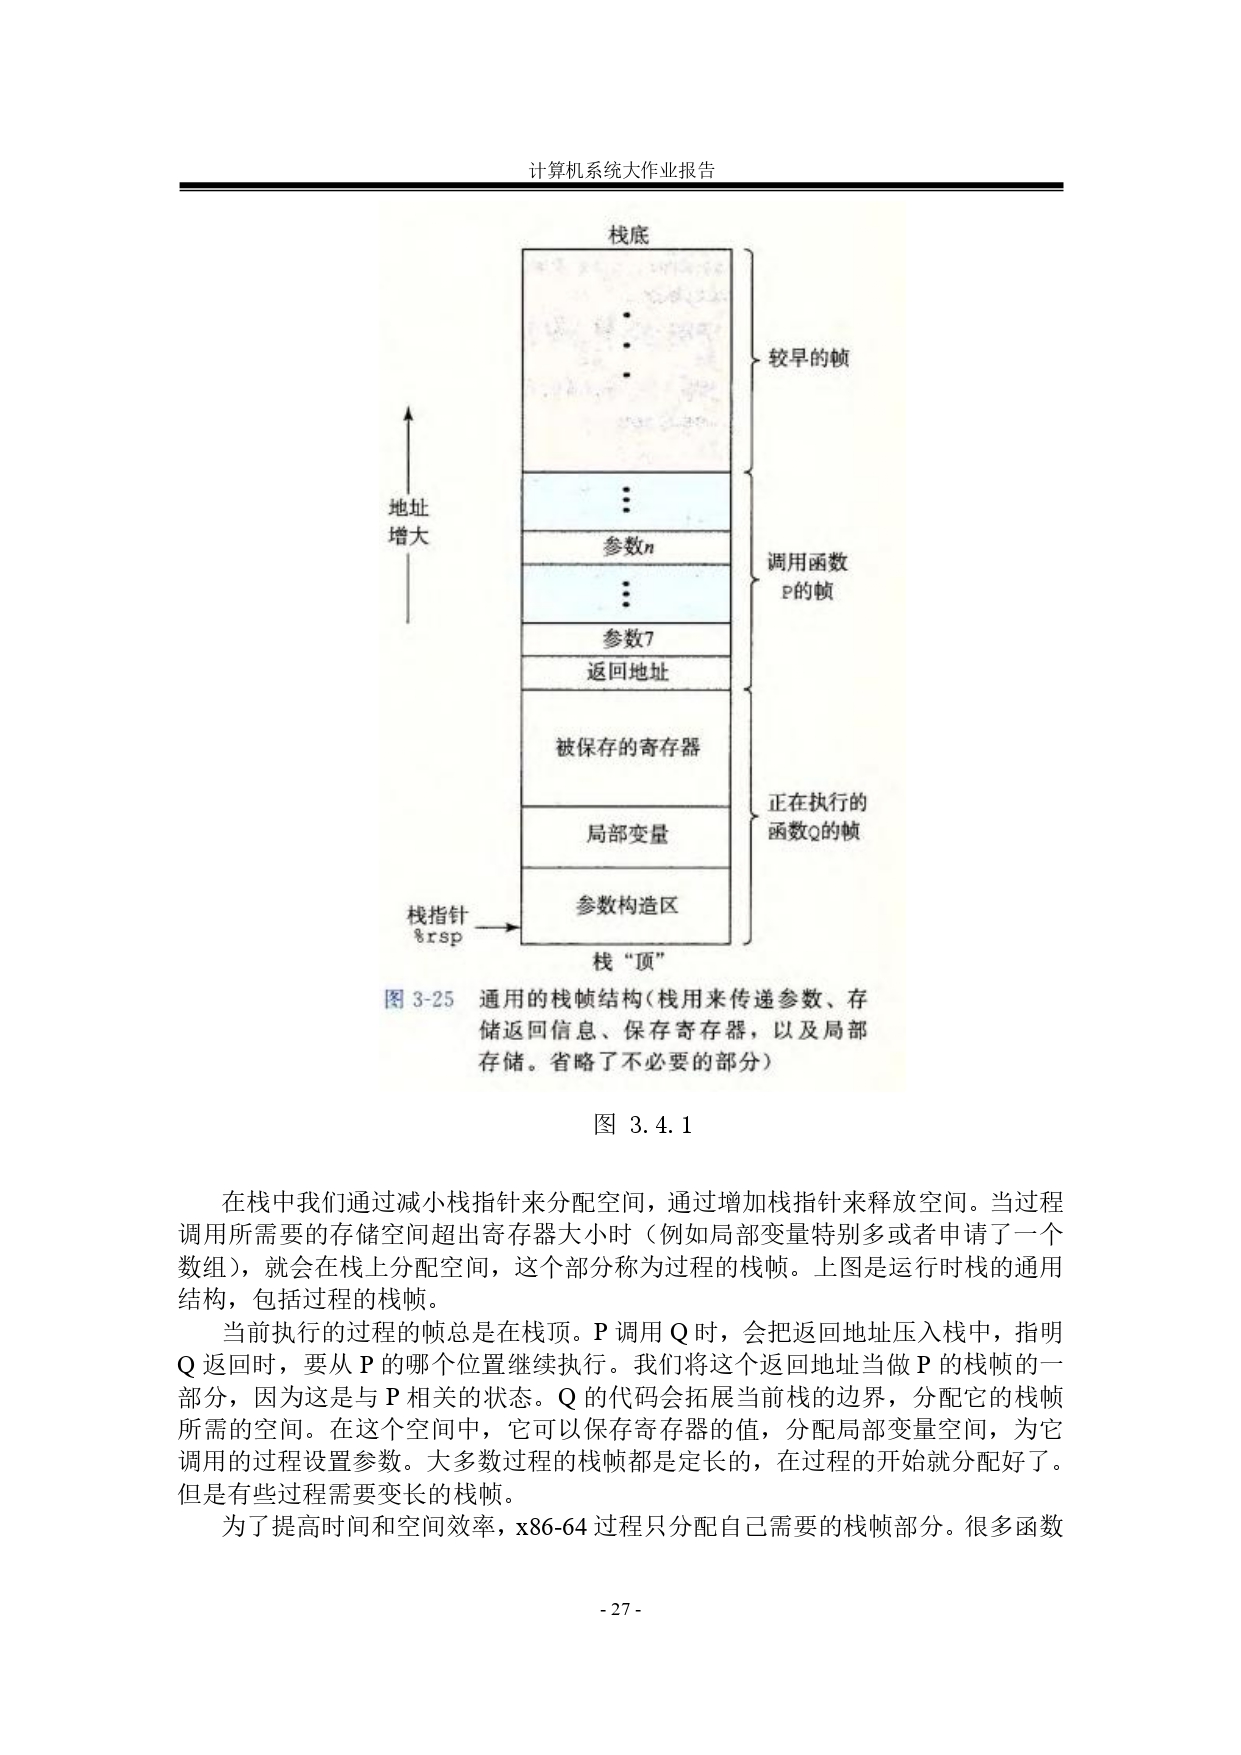 计算机系统大作业报告
栈底
较早的帧
地址
增大
参数n
调用函数
P的帧
参数7
返回地址
被保存的寄存器
正在执行的
函数Q的帧
局部变量
参数构造区
栈指针
%rsp
栈“顶”
图 3-25 通用的栈帧结构(栈用来传递参数、存
储返回信息、保存寄存器，以及局部
存储。省略了不必要的部分)
图 3.4.1
在栈中我们通过减小栈指针来分配空间，通过增加栈指针来释放空间。当过程
调用所需要的存储空间超出寄存器大小时（例如局部变量特别多或者申请了一个
数组），就会在栈上分配空间，这个部分称为过程的栈帧。上图是运行时栈的通用
结构，包括过程的栈帧。
当前执行的过程的帧总是在栈顶。P 调用 Q 时，会把返回地址压入栈中，指明
Q 返回时，要从 P 的哪个位置继续执行。我们将这个返回地址当做 P 的栈帧的一
部分，因为这是与 P 相关的状态。Q 的代码会拓展当前栈的边界，分配它的栈帧
所需的空间。在这个空间中，它可以保存寄存器的值，分配局部变量空间，为它
调用的过程设置参数。大多数过程的栈帧都是定长的，在过程的开始就分配好了。
但是有些过程需要变长的栈帧。
为了提高时间和空间效率，x86-64 过程只分配自己需要的栈帧部分。很多函数
- 27 -